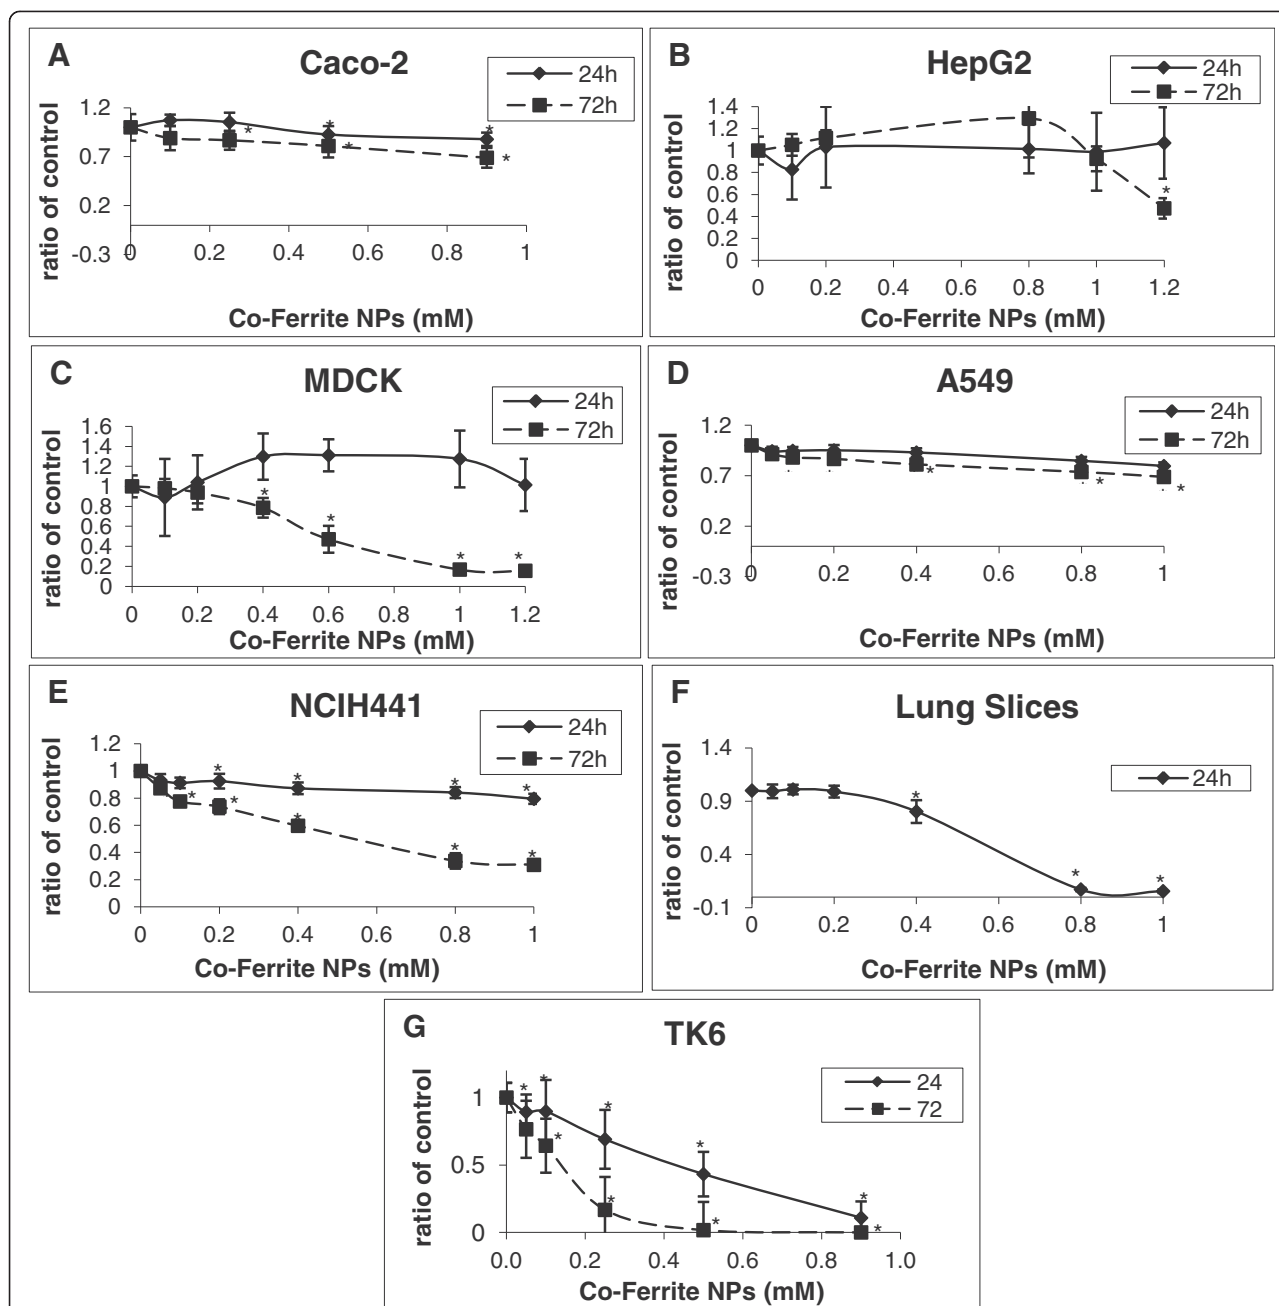 A
Caco-2
24h
72h
ratio of control
1.2
0.7
0.2
-0.3
0 0.2 0.4 0.6 0.8 1
* * * * *
Co-Ferrite NPs (mM)
B
HepG2
24h
72h
ratio of control
1.4
1.2
1
0.8
0.6
0.4
0.2
0
0 0.2 0.4 0.6 0.8 1 1.2
*
Co-Ferrite NPs (mM)
C
MDCK
24h
72h
ratio of control
1.6
1.4
1.2
1
0.8
0.6
0.4
0.2
0
0 0.2 0.4 0.6 0.8 1 1.2
* * * *
Co-Ferrite NPs (mM)
D
A549
24h
72h
ratio of control
1.2
0.7
0.2
-0.3
0 0.2 0.4 0.6 0.8 1
* * *
Co-Ferrite NPs (mM)
E
NCIH441
24h
72h
ratio of control
1.2
1
0.8
0.6
0.4
0.2
0
0 0.2 0.4 0.6 0.8 1
* * * * * * * * *
Co-Ferrite NPs (mM)
F
Lung Slices
24h
ratio of control
1.4
0.9
0.4
-0.1
0 0.2 0.4 0.6 0.8 1
* * *
Co-Ferrite NPs (mM)
G
TK6
24
72
ratio of control
1
0.5
0
0.0 0.2 0.4 0.6 0.8 1.0
* * * * * * * * *
Co-Ferrite NPs (mM)